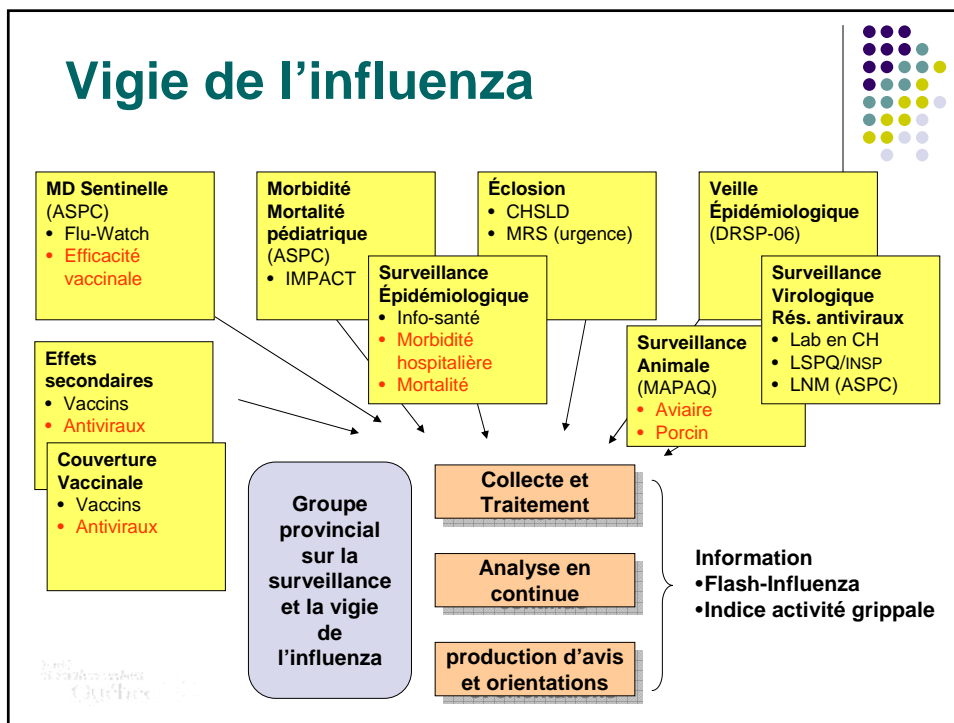 Vigie de l'influenza
MD Sentinelle
(ASPC)
• Flu-Watch
• Efficacité
vaccinale
Morbidité
Mortalité
pédiatrique
(ASPC)
• IMPACT
Éclosion
• CHSLD
• MRS (urgence)
Veille
Épidémiologique
(DRSP-06)
Surveillance
Épidémiologique
• Info-santé
• Morbidité
hospitalière
• Mortalité
Surveillance
Virologique
Rés. antiviraux
• Lab en CH
• LSPQ/INSP
• LNM (ASPC)
Surveillance
Animale
(MAPAQ)
• Aviaire
• Porcin
Effets
secondaires
• Vaccins
• Antiviraux
Couverture
Vaccinale
• Vaccins
• Antiviraux
Groupe
provincial
sur la
surveillance
et la vigie
de
l'influenza
Collecte et
Traitement
Analyse en
continue
production d'avis
et orientations
Information
•Flash-Influenza
•Indice activité grippale
Québec